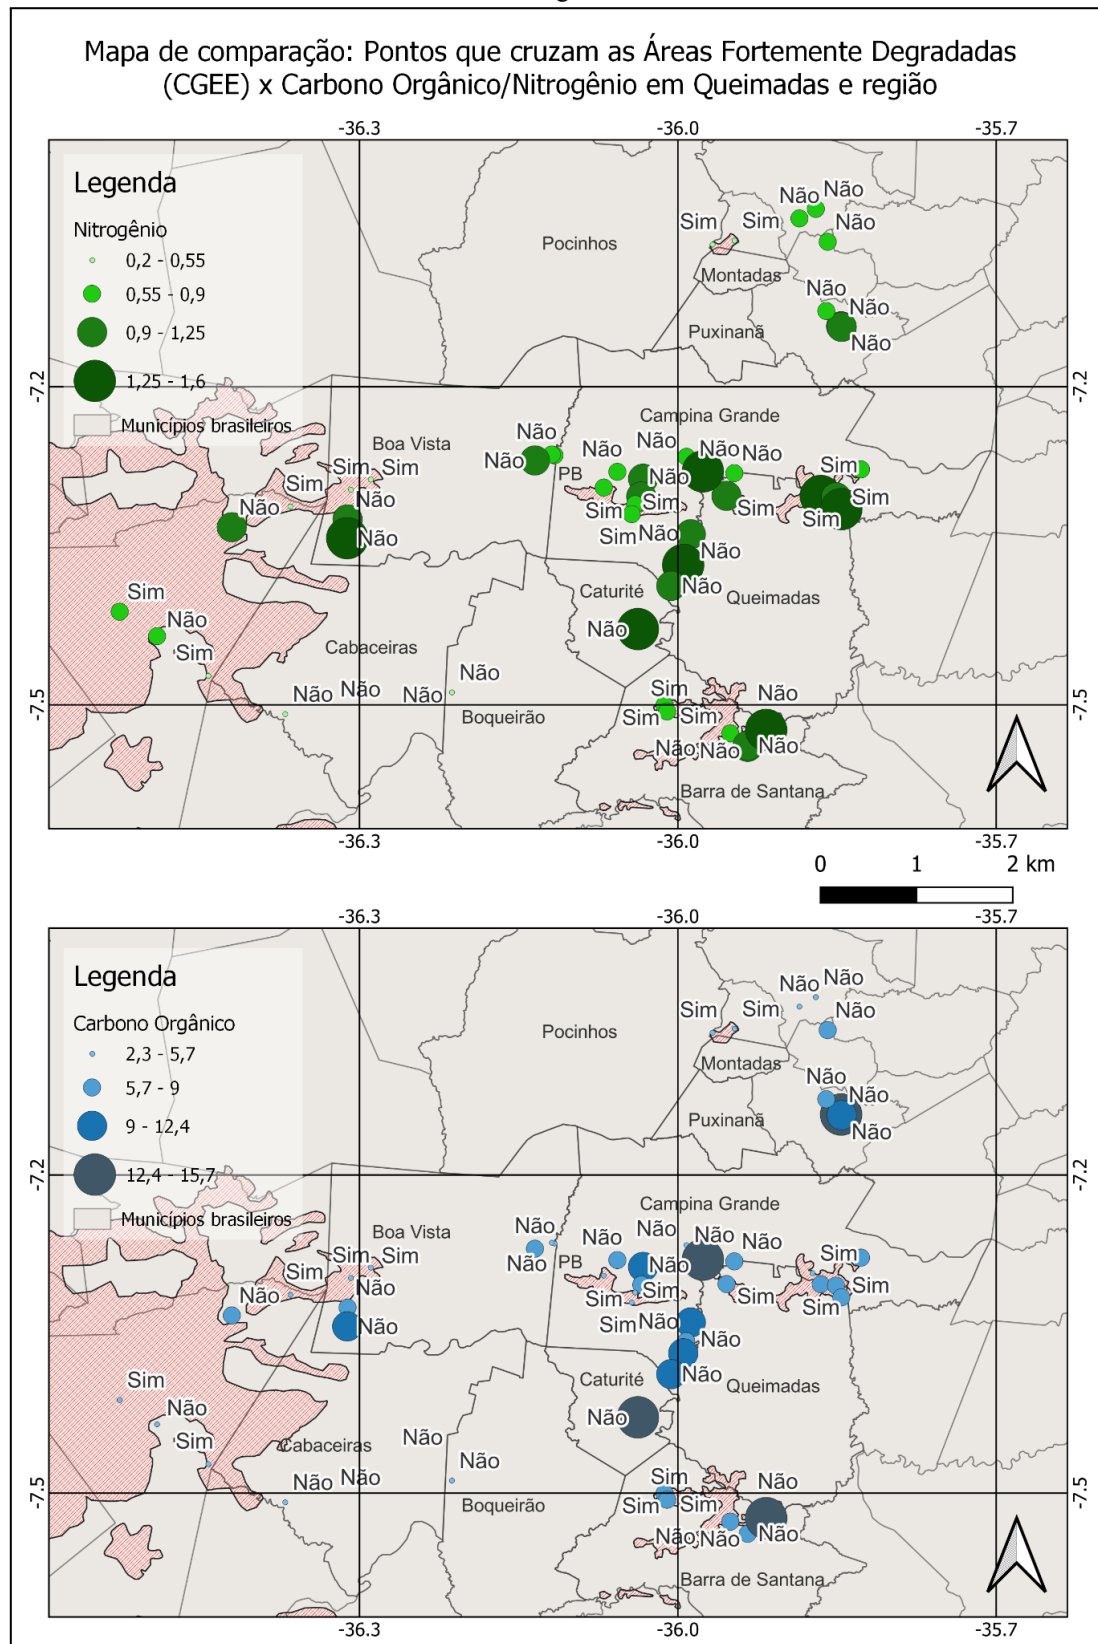 Mapa de comparação: Pontos que cruzam as Áreas Fortemente Degradadas
(CGEE) x Carbono Orgânico/Nitrogênio em Queimadas e região
-36.3 -36.0 -35.7
Legenda
Nitrogênio
0,2 - 0,55
0,55 - 0,9
0,9 - 1,25
1,25 - 1,6
Municípios brasileiros
Não Não
Sim Sim Não
Pocinhos
Montadas
Não
Não
Puxinanã
Não
-7.2 -7.2
Campina Grande
Boa Vista
Não Não Não
Não Não
Não PB
Sim Sim
Sim
Sim
Não
Não
Sim
Não
Sim
Sim
Sim
Sim
Não
Sim Não
Não
Não
Caturité
Queimadas
Sim
Não
Não
Sim
Cabaceiras
Não
Não Não Não
Boqueirão
-7.5 -7.5
Sim
Não
Sim
Sim
Não Não
Não
Barra de Santana
-36.3 -36.0 -35.7
0 1 2 km
-36.3 -36.0 -35.7
Legenda
Carbono Orgânico
2,3 - 5,7
5,7 - 9
9 - 12,4
12,4 - 15,7
Municípios brasileiros
Não Não
Sim Sim Não
Pocinhos
Montadas
Não
Não
Puxinanã
Não
-7.2 -7.2
Campina Grande
Boa Vista
Não Não Não
Não Não
Não PB
Sim Sim
Sim
Sim
Não
Não
Sim
Não
Sim
Sim
Sim
Sim
Não
Sim Não
Não
Não
Caturité
Queimadas
Sim
Não
Não
Sim
Cabaceiras
Não
Não Não Não
Boqueirão
-7.5 -7.5
Sim
Não
Sim
Sim
Não Não
Não
Barra de Santana
-36.3 -36.0 -35.7